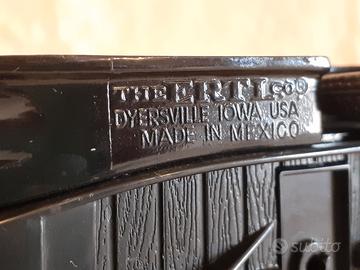 THE ERTL CO®
DYERSVILLE IOWA USA
MADE IN MEXICO
subito